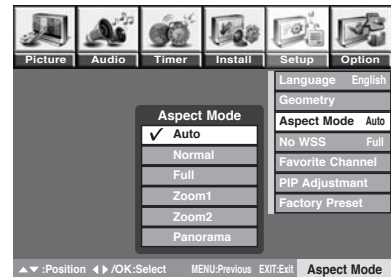 Picture Audio Timer Install Setup Option
Language English
Geometry
Aspect Mode Auto
No WSS Full
Favorite Channel
PIP Adjustmant
Factory Preset
Aspect Mode
✓ Auto
Normal
Full
Zoom1
Zoom2
Panorama
▲▼ :Position ◀ ▶ /OK:Select MENU:Previous EXIT:Exit Aspect Mode